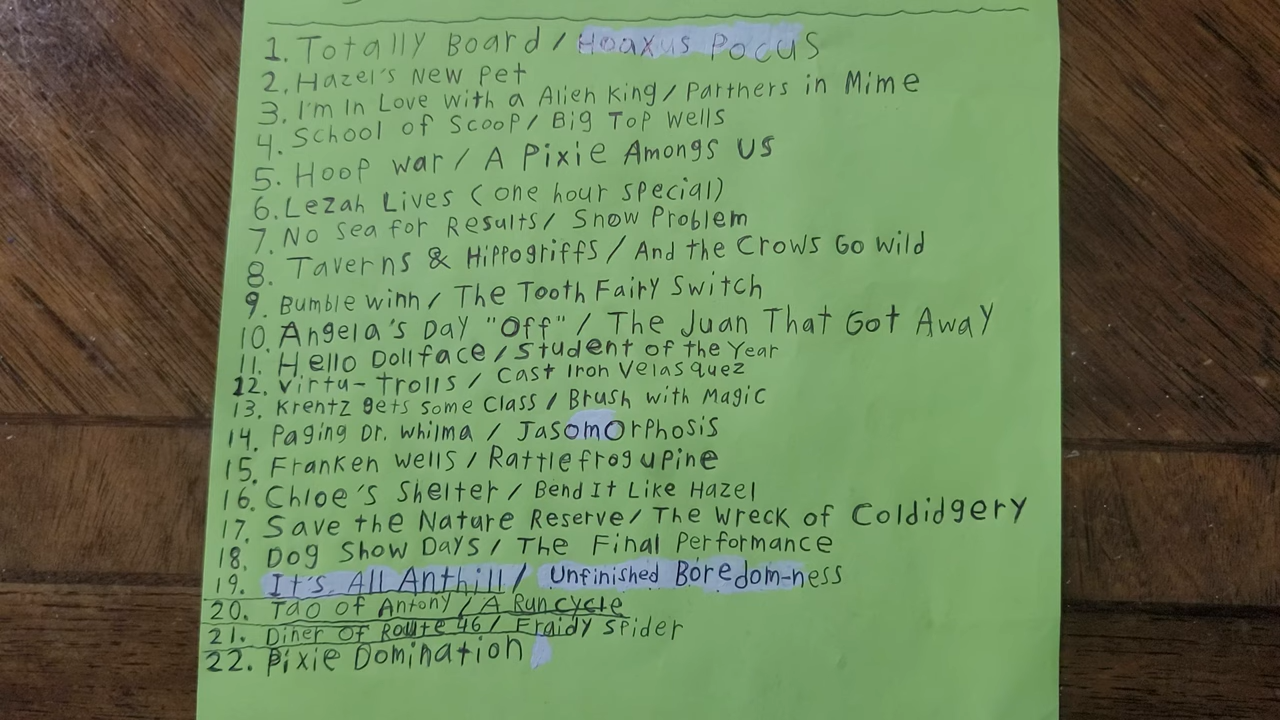 1. Totally Board / Hoaxus Pocus
2. Hazel's New Pet
3. I'm In Love with a Alien King / Partners in Mime
4. School of Scoop / Big Top Wells
5. Hoop war / A Pixie Amongs US
6. Lezah Lives (one hour special)
7. No Sea for Results / Snow Problem
8. Taverns & Hippogriffs / And the Crows Go Wild
9. Bumble winn / The Tooth Fairy Switch
10. Angela's Day "Off" / The Juan That Got Away
11. Hello Dollface / Student of the Year
12. Virtu-trolls / Cast Iron Velasquez
13. Krentz gets some Class / Brush with Magic
14. Paging Dr. Whilma / Jasomorphosis
15. Franken wells / Rattlefrogupine
16. Chloe's Shelter / Bend It Like Hazel
17. Save the Nature Reserve / The Wreck of Coldidgery
18. Dog Show Days / The Final Performance
19. It's All Anthill / Unfinished Boredom-ness
20. Tao of Antony / A Run cycle
21. Diner Of Route 46 / Fraidy Spider
22. Pixie Domination